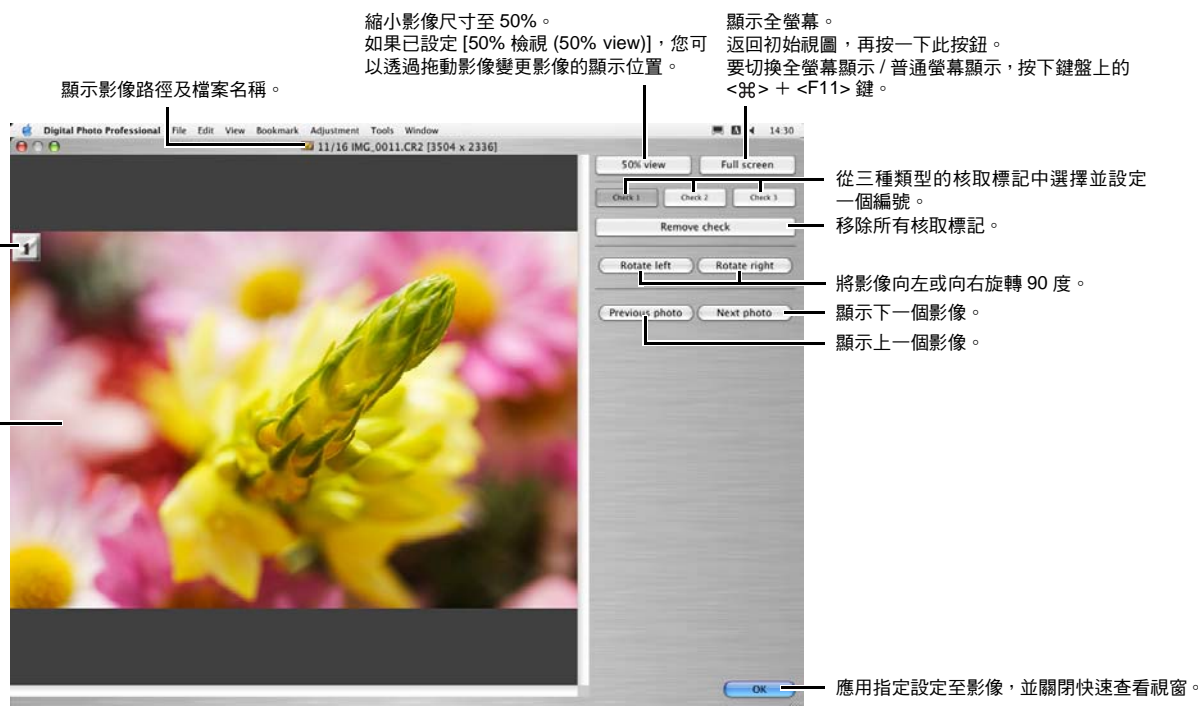 縮小影像尺寸至 50%。
如果已設定 [50% 檢視 (50% view)]，您可
以透過拖動影像變更影像的顯示位置。
顯示全螢幕。
返回初始視圖，再按一下此按鈕。
要切換全螢幕顯示 / 普通螢幕顯示，按下鍵盤上的
<⌘> ＋ <F11> 鍵。
顯示影像路徑及檔案名稱。
Digital Photo Professional File Edit View Bookmark Adjustment Tools Window 14:30
11/16 IMG_0011.CR2 [3504 x 2336]
50% view Full screen
Check 1 Check 2 Check 3
從三種類型的核取標記中選擇並設定
一個編號。
Remove check
移除所有核取標記。
1
Rotate left Rotate right
將影像向左或向右旋轉 90 度。
Previous photo Next photo
顯示下一個影像。
顯示上一個影像。
OK
應用指定設定至影像，並關閉快速查看視窗。